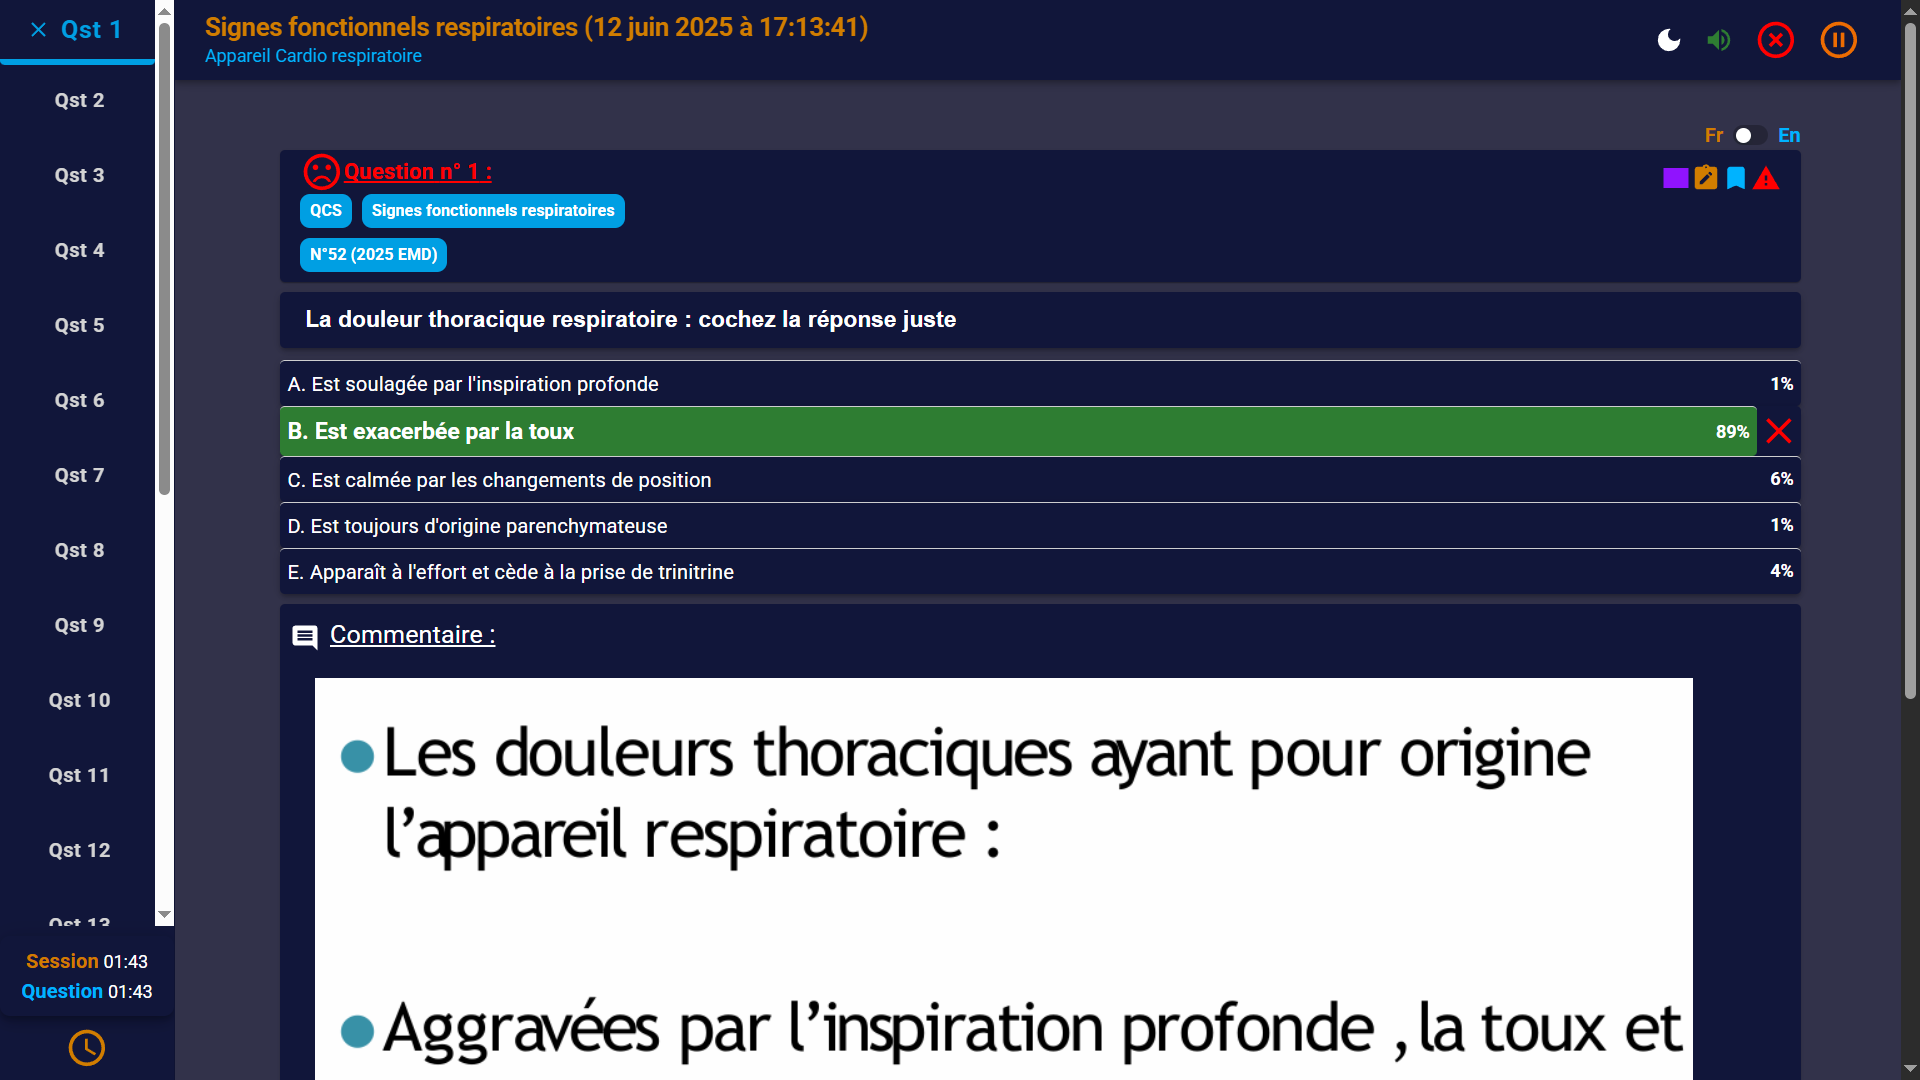 Qst 1
Qst 2
Qst 3
Qst 4
Qst 5
Qst 6
Qst 7
Qst 8
Qst 9
Qst 10
Qst 11
Qst 12
Qst 13
Session 01:43
Question 01:43
Signes fonctionnels respiratoires (12 juin 2025 à 17:13:41)
Appareil Cardio respiratoire
Fr En
Question n° 1 :
QCS Signes fonctionnels respiratoires
N°52 (2025 EMD)
La douleur thoracique respiratoire : cochez la réponse juste
A. Est soulagée par l'inspiration profonde 1%
B. Est exacerbée par la toux 89%
C. Est calmée par les changements de position 6%
D. Est toujours d'origine parenchymateuse 1%
E. Apparaît à l'effort et cède à la prise de trinitrine 4%
Commentaire :
Les douleurs thoraciques ayant pour origine
l’appareil respiratoire :
Aggravées par l’inspiration profonde , la toux et